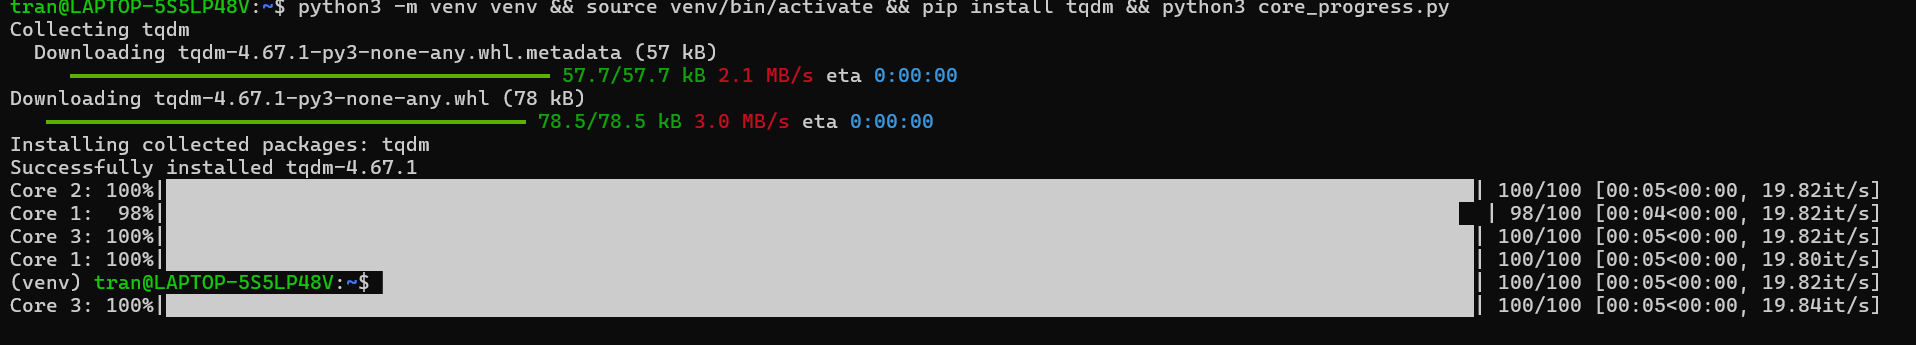 tran@LAPTOP-5S5LP48V:~$ python3 -m venv venv && source venv/bin/activate && pip install tqdm && python3 core_progress.py
Collecting tqdm
  Downloading tqdm-4.67.1-py3-none-any.whl.metadata (57 kB)
57.7/57.7 kB 2.1 MB/s eta 0:00:00
Downloading tqdm-4.67.1-py3-none-any.whl (78 kB)
78.5/78.5 kB 3.0 MB/s eta 0:00:00
Installing collected packages: tqdm
Successfully installed tqdm-4.67.1
Core 2: 100%| | 100/100 [00:05<00:00, 19.82it/s]
Core 1:  98%| | 98/100 [00:04<00:00, 19.82it/s]
Core 3: 100%| | 100/100 [00:05<00:00, 19.82it/s]
Core 1: 100%| | 100/100 [00:05<00:00, 19.80it/s]
(venv) tran@LAPTOP-5S5LP48V:~$ | 100/100 [00:05<00:00, 19.82it/s]
Core 3: 100%| | 100/100 [00:05<00:00, 19.84it/s]